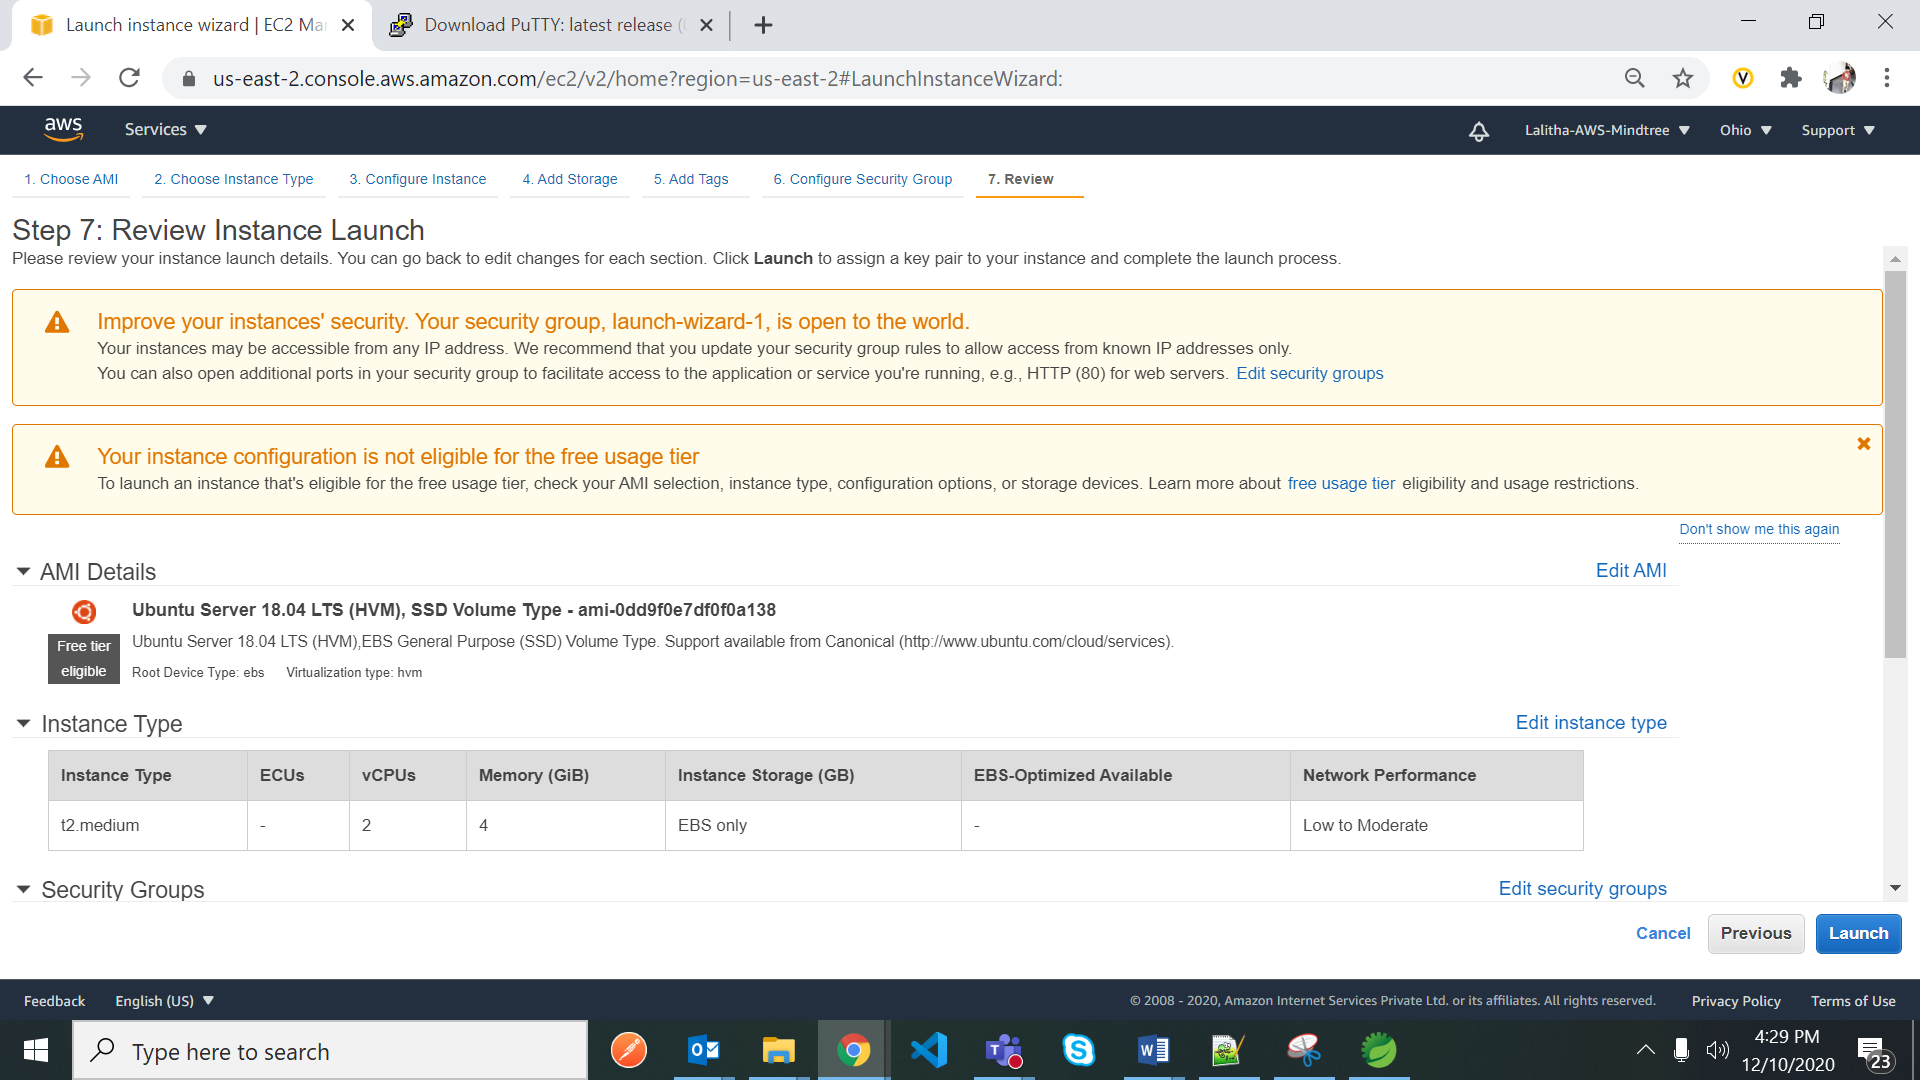 Launch instance wizard | EC2 Mar
Download PuTTY: latest release (
us-east-2.console.aws.amazon.com/ec2/v2/home?region=us-east-2#LaunchInstanceWizard:
aws
Services
Lalitha-AWS-Mindtree
Ohio
Support
1. Choose AMI
2. Choose Instance Type
3. Configure Instance
4. Add Storage
5. Add Tags
6. Configure Security Group
7. Review
Step 7: Review Instance Launch
Please review your instance launch details. You can go back to edit changes for each section. Click Launch to assign a key pair to your instance and complete the launch process.
Improve your instances' security. Your security group, launch-wizard-1, is open to the world.
Your instances may be accessible from any IP address. We recommend that you update your security group rules to allow access from known IP addresses only.
You can also open additional ports in your security group to facilitate access to the application or service you're running, e.g., HTTP (80) for web servers. Edit security groups
Your instance configuration is not eligible for the free usage tier
To launch an instance that's eligible for the free usage tier, check your AMI selection, instance type, configuration options, or storage devices. Learn more about free usage tier eligibility and usage restrictions.
Don't show me this again
AMI Details
Edit AMI
Ubuntu Server 18.04 LTS (HVM), SSD Volume Type - ami-0dd9f0e7df0f0a138
Free tier
eligible
Ubuntu Server 18.04 LTS (HVM),EBS General Purpose (SSD) Volume Type. Support available from Canonical (http://www.ubuntu.com/cloud/services).
Root Device Type: ebs Virtualization type: hvm
Instance Type
Edit instance type
Instance Type ECUs vCPUs Memory (GiB) Instance Storage (GB) EBS-Optimized Available Network Performance
t2.medium - 2 4 EBS only - Low to Moderate
Security Groups
Edit security groups
Cancel
Previous
Launch
Feedback
English (US)
© 2008 - 2020, Amazon Internet Services Private Ltd. or its affiliates. All rights reserved.
Privacy Policy
Terms of Use
Type here to search
4:29 PM
12/10/2020
23